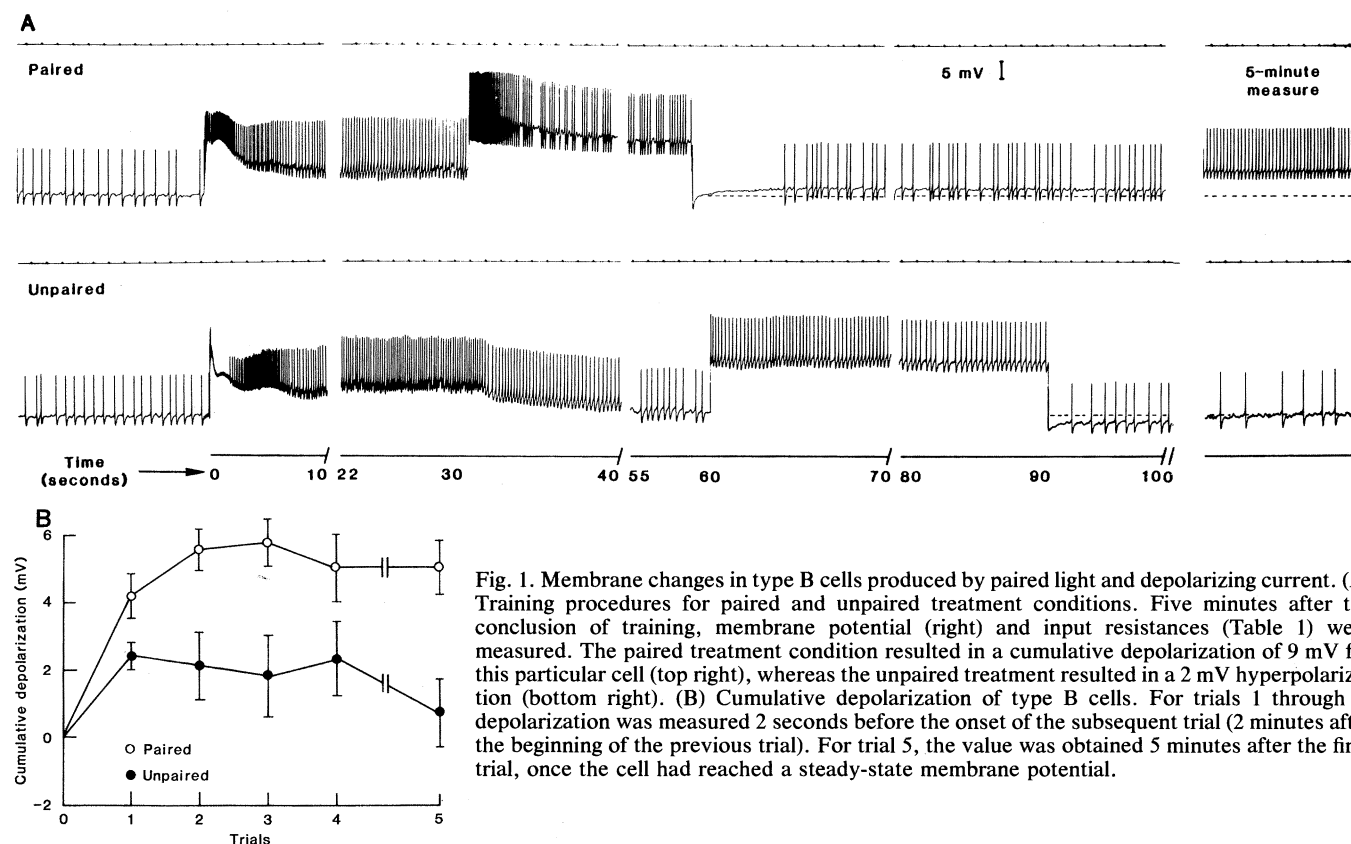 A
Paired
5 mV
5-minute
measure
Unpaired
Time
(seconds)
0 10 22 30 40 55 60 70 80 90 100
B
Cumulative depolarization (mV)
6
4
2
0
-2
Paired
Unpaired
0 1 2 3 4 5
Trials
Fig. 1. Membrane changes in type B cells produced by paired light and depolarizing current. (
Training procedures for paired and unpaired treatment conditions. Five minutes after t
conclusion of training, membrane potential (right) and input resistances (Table 1) we
measured. The paired treatment condition resulted in a cumulative depolarization of 9 mV f
this particular cell (top right), whereas the unpaired treatment resulted in a 2 mV hyperpolariz
tion (bottom right). (B) Cumulative depolarization of type B cells. For trials 1 through
depolarization was measured 2 seconds before the onset of the subsequent trial (2 minutes aft
the beginning of the previous trial). For trial 5, the value was obtained 5 minutes after the fin
trial, once the cell had reached a steady-state membrane potential.